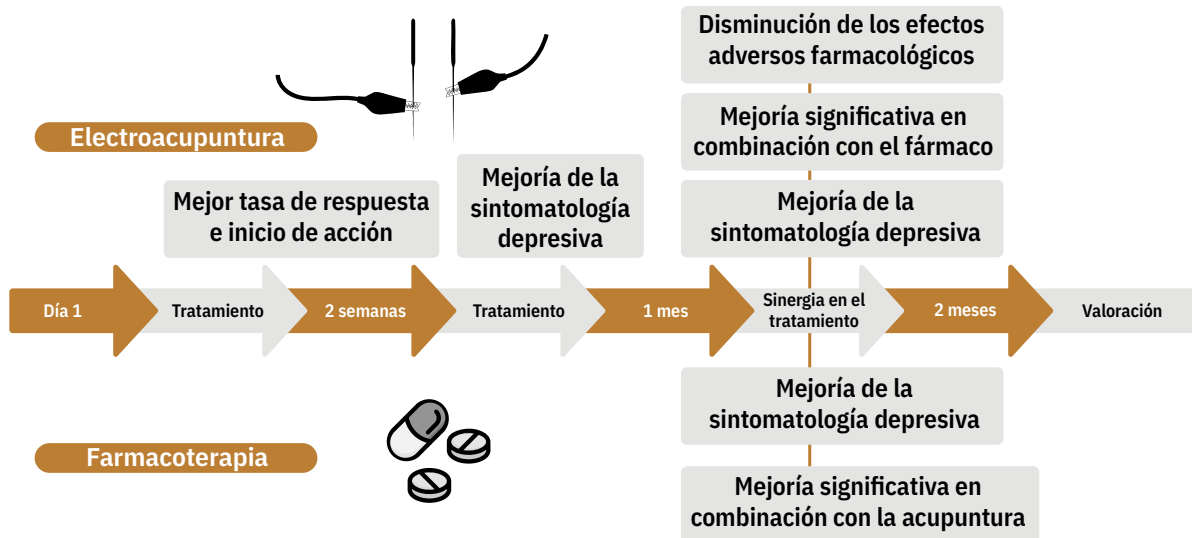 Disminución de los efectos
adversos farmacológicos
Mejoría significativa en
combinación con el fármaco
Electroacupuntura
Mejor tasa de respuesta
e inicio de acción
Mejoría de la
sintomatología
depresiva
Mejoría de la
sintomatología depresiva
Día 1
Tratamiento
2 semanas
Tratamiento
1 mes
Sinergia en el
tratamiento
2 meses
Valoración
Mejoría de la
sintomatología depresiva
Farmacoterapia
Mejoría significativa en
combinación con la acupuntura